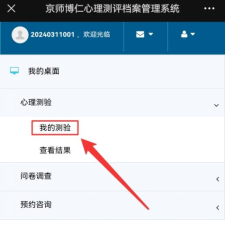 京师博仁心理测评档案管理系统
20240311001，欢迎光临
我的桌面
心理测验
我的测验
查看结果
问卷调查
预约咨询